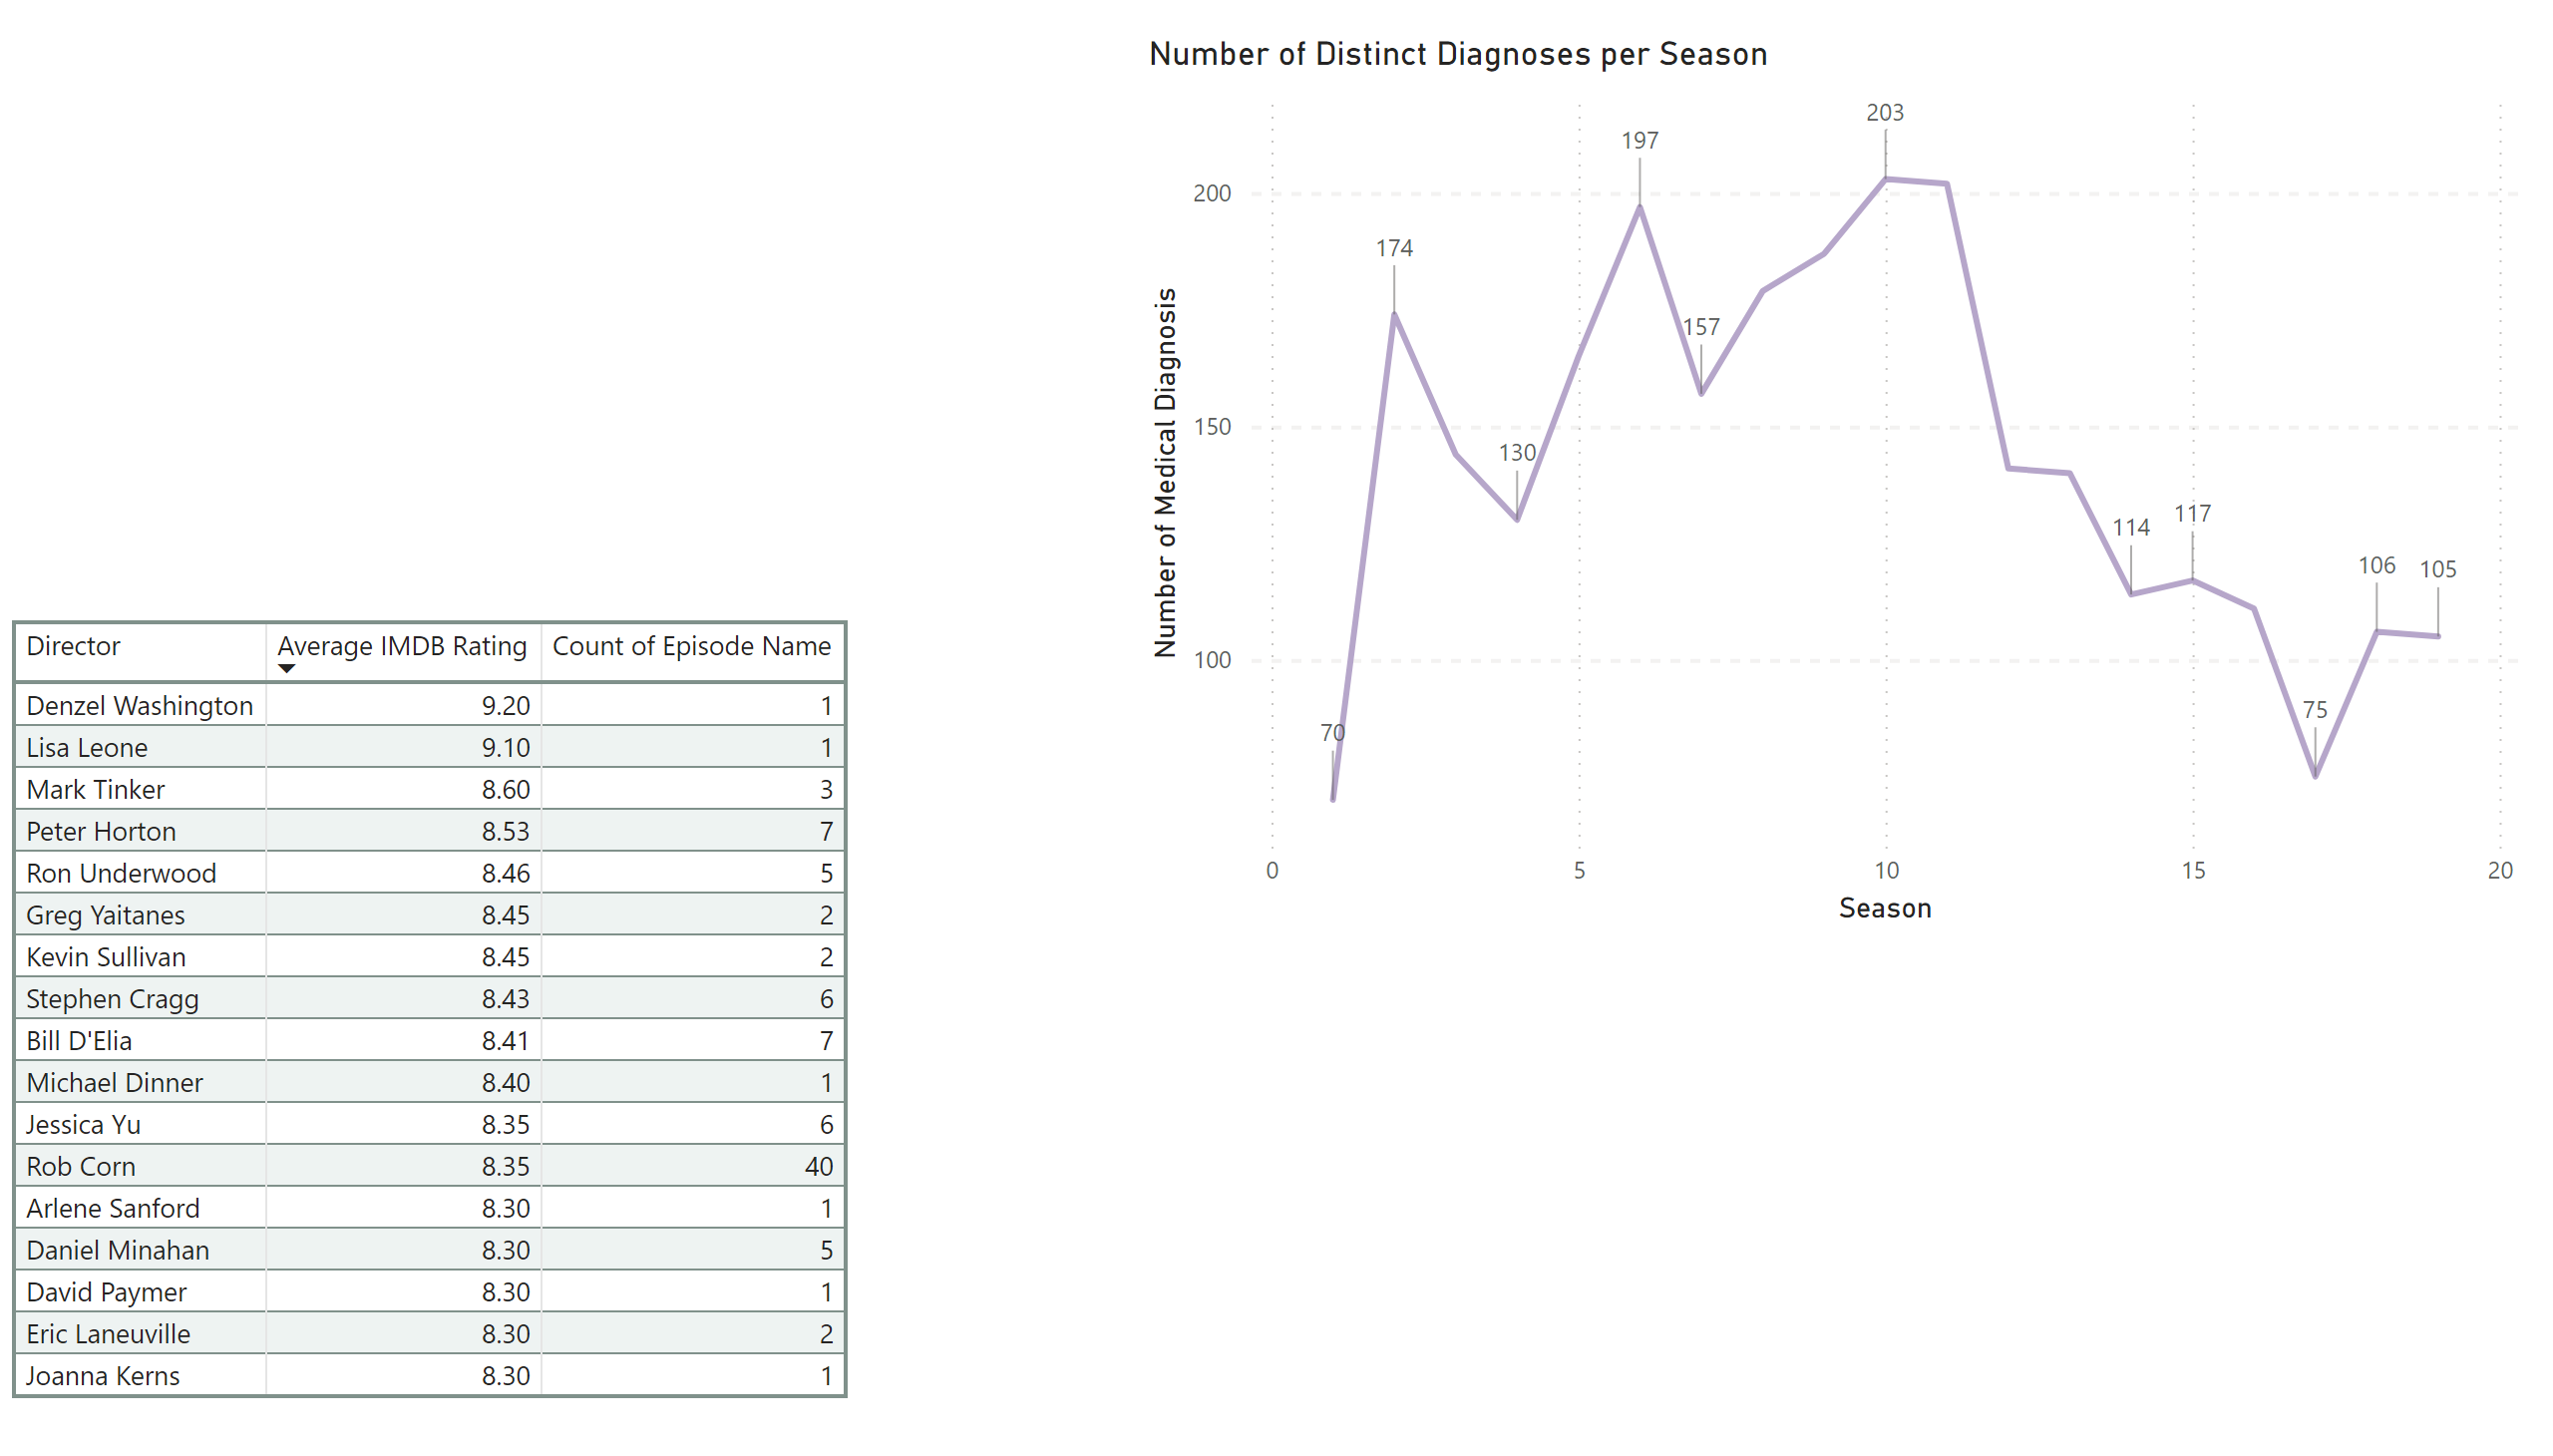 Number of Distinct Diagnoses per Season
203
197
200
174
157
150
130
117
114
106
105
100
75
70
0 5 10 15 20
Season
Number of Medical Diagnosis
Director Average IMDB Rating Count of Episode Name
Denzel Washington 9.20 1
Lisa Leone 9.10 1
Mark Tinker 8.60 3
Peter Horton 8.53 7
Ron Underwood 8.46 5
Greg Yaitanes 8.45 2
Kevin Sullivan 8.45 2
Stephen Cragg 8.43 6
Bill D'Elia 8.41 7
Michael Dinner 8.40 1
Jessica Yu 8.35 6
Rob Corn 8.35 40
Arlene Sanford 8.30 1
Daniel Minahan 8.30 5
David Paymer 8.30 1
Eric Laneuville 8.30 2
Joanna Kerns 8.30 1